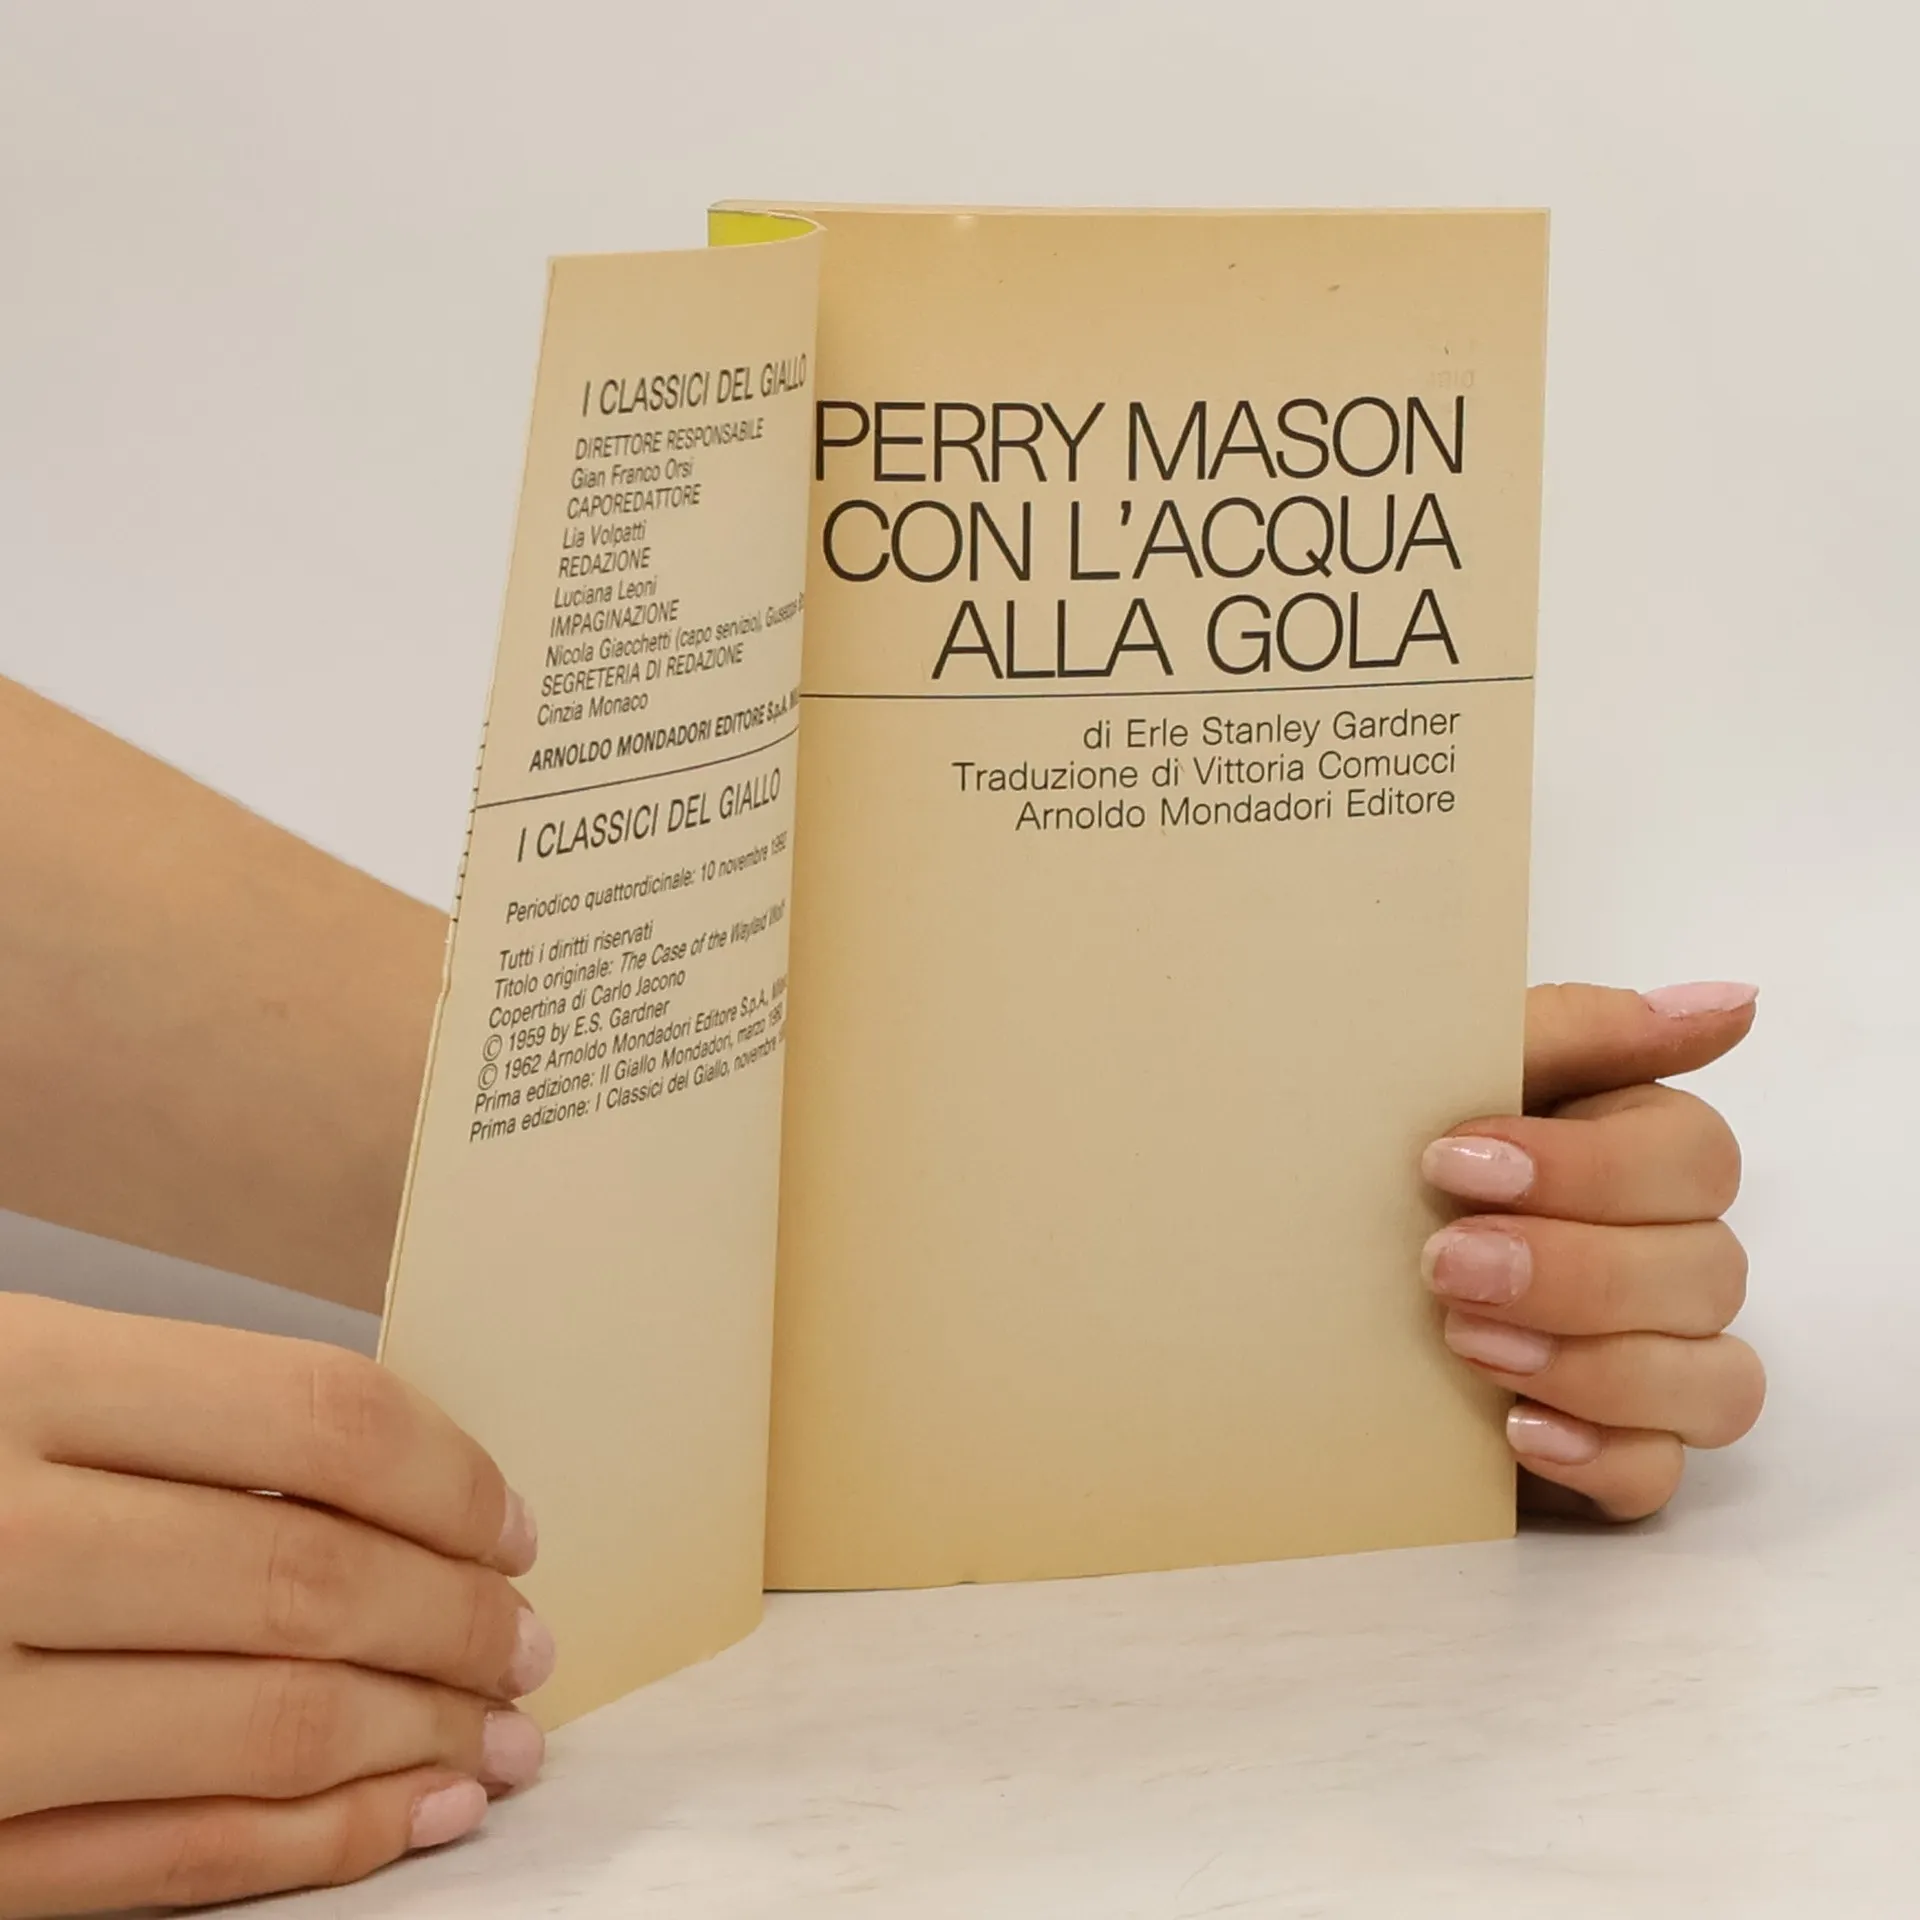 I CLASSICI DEL GIALLO
DIRETTORE RESPONSABILE
Gian Franco Orsi
CAPOREDATTORE
Lia Volpatti
REDAZIONE
Luciana Leoni
IMPAGINAZIONE
Nicola Giacchetti (capo servizio), Giuseppe
SEGRETERIA DI REDAZIONE
Cinzia Monaco
ARNOLDO MONDADORI EDITORE S.p.A.
I CLASSICI DEL GIALLO
Periodico quattordicinale: 10 novembre
Tutti i diritti riservati
Titolo originale: The Case of the Waylaid Wolf
Copertina di Carlo Jacono
© 1959 by E.S. Gardner
© 1962 Arnoldo Mondadori Editore S.p.A.,
Prima edizione: Il Giallo Mondadori, marzo
Prima edizione: I Classici del Giallo, novembre
PERRY MASON
CON L'ACQUA
ALLA GOLA
di Erle Stanley Gardner
Traduzione di Vittoria Comucci
Arnoldo Mondadori Editore